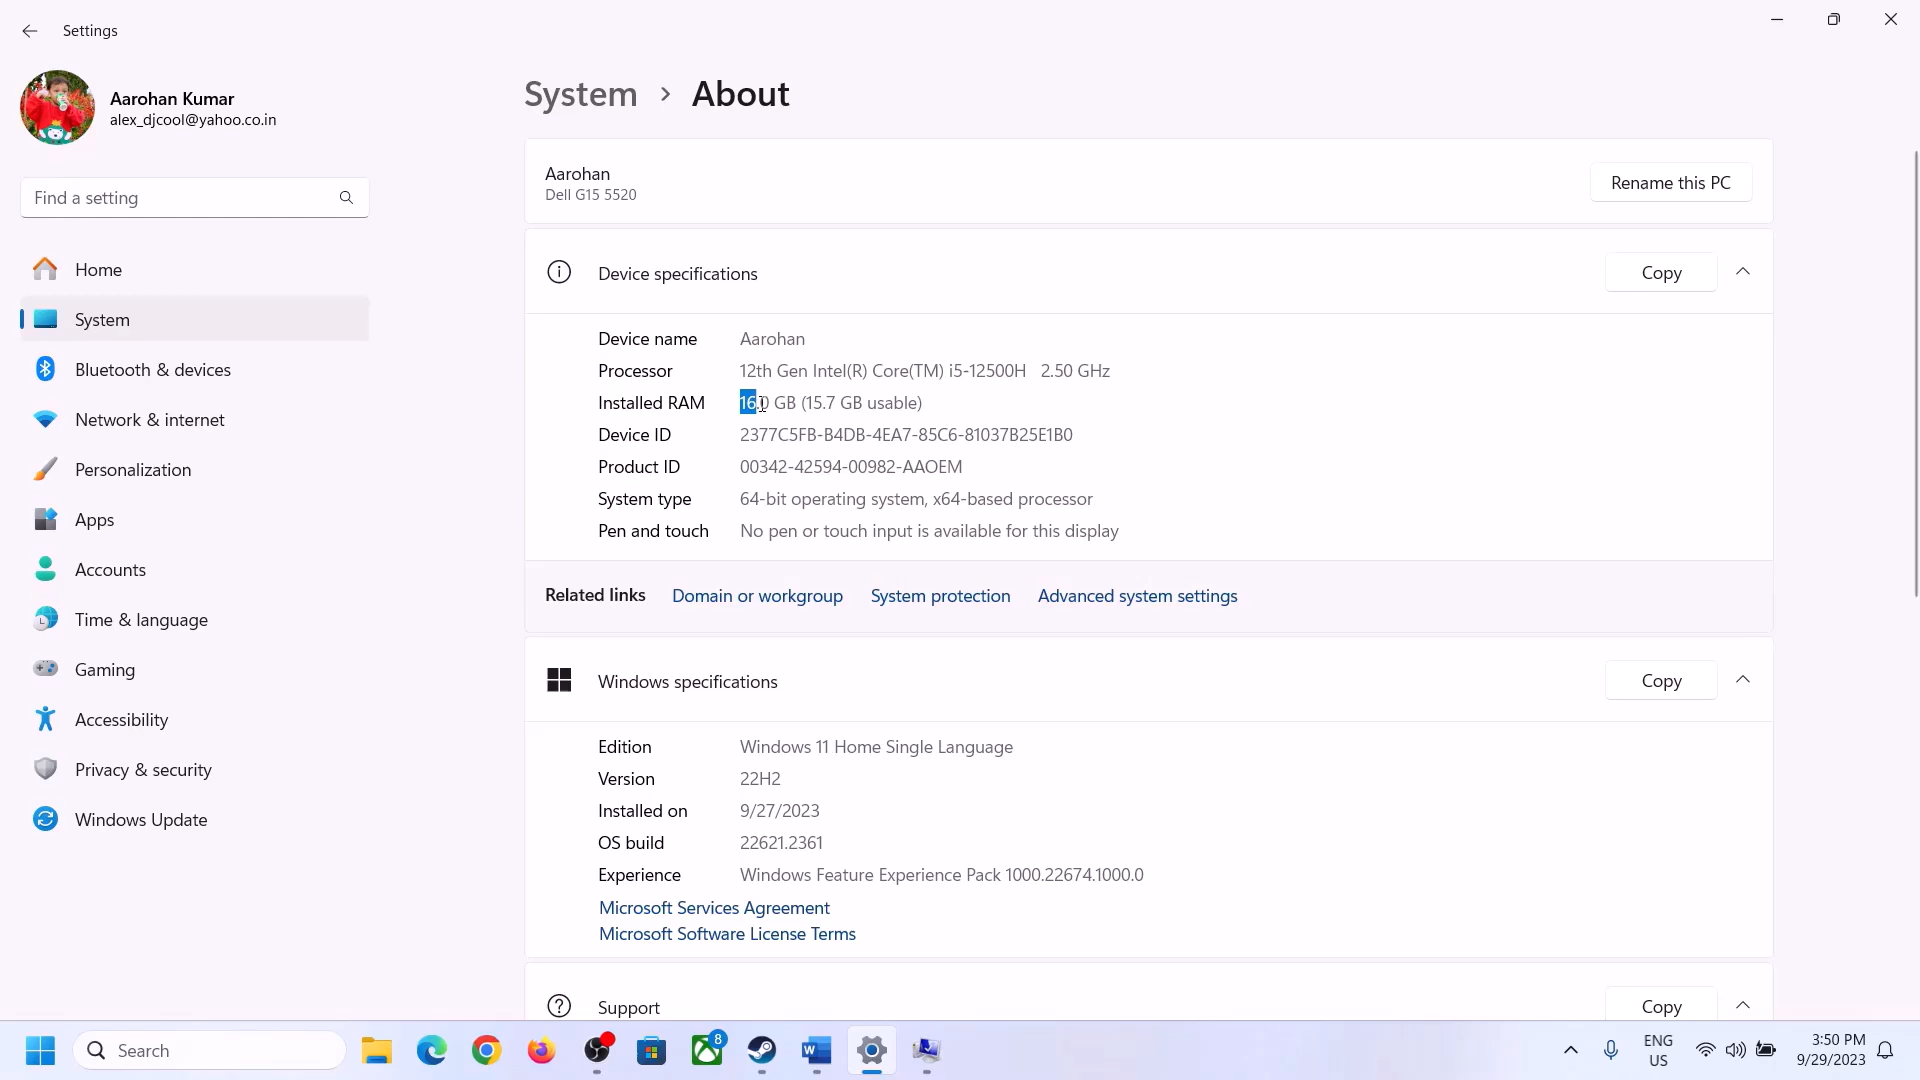 Settings
Aarohan Kumar
alex_djcool@yahoo.co.in
Find a setting
Home
System
Bluetooth & devices
Network & internet
Personalization
Apps
Accounts
Time & language
Gaming
Accessibility
Privacy & security
Windows Update
System > About
Aarohan
Dell G15 5520
Rename this PC
Device specifications
Copy
Device name Aarohan
Processor 12th Gen Intel(R) Core(TM) i5-12500H 2.50 GHz
Installed RAM 16.0 GB (15.7 GB usable)
Device ID 2377C5FB-B4DB-4EA7-85C6-81037B25E1B0
Product ID 00342-42594-00982-AAOEM
System type 64-bit operating system, x64-based processor
Pen and touch No pen or touch input is available for this display
Related links Domain or workgroup System protection Advanced system settings
Windows specifications
Copy
Edition Windows 11 Home Single Language
Version 22H2
Installed on 9/27/2023
OS build 22621.2361
Experience Windows Feature Experience Pack 1000.22674.1000.0
Microsoft Services Agreement
Microsoft Software License Terms
Support
Copy
Search
8
W
ENG
US
3:50 PM
9/29/2023